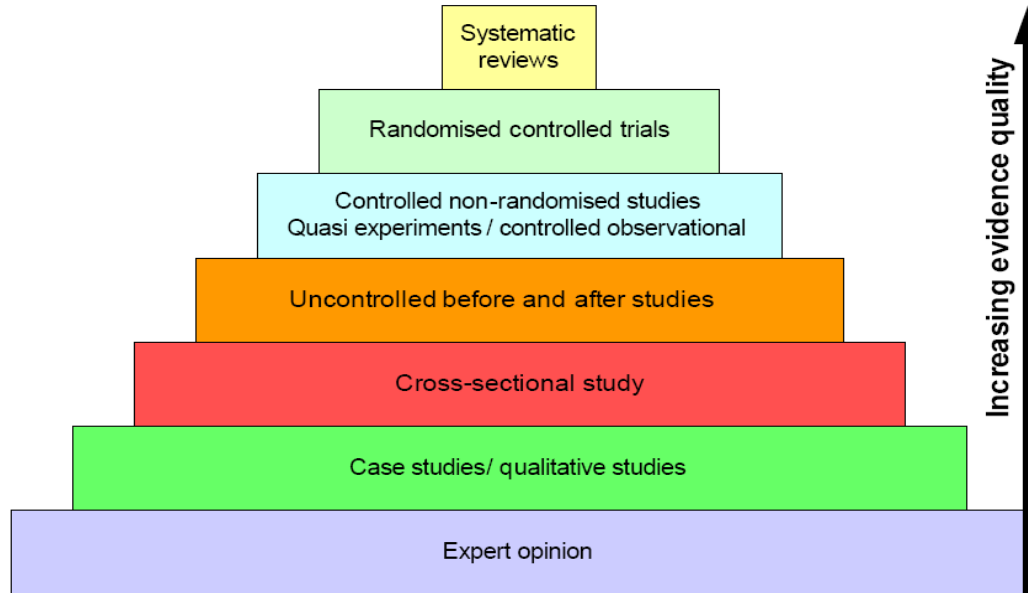 Systematic
reviews
Randomised controlled trials
Controlled non-randomised studies
Quasi experiments / controlled observational
Uncontrolled before and after studies
Cross-sectional study
Case studies/ qualitative studies
Expert opinion
Increasing evidence quality